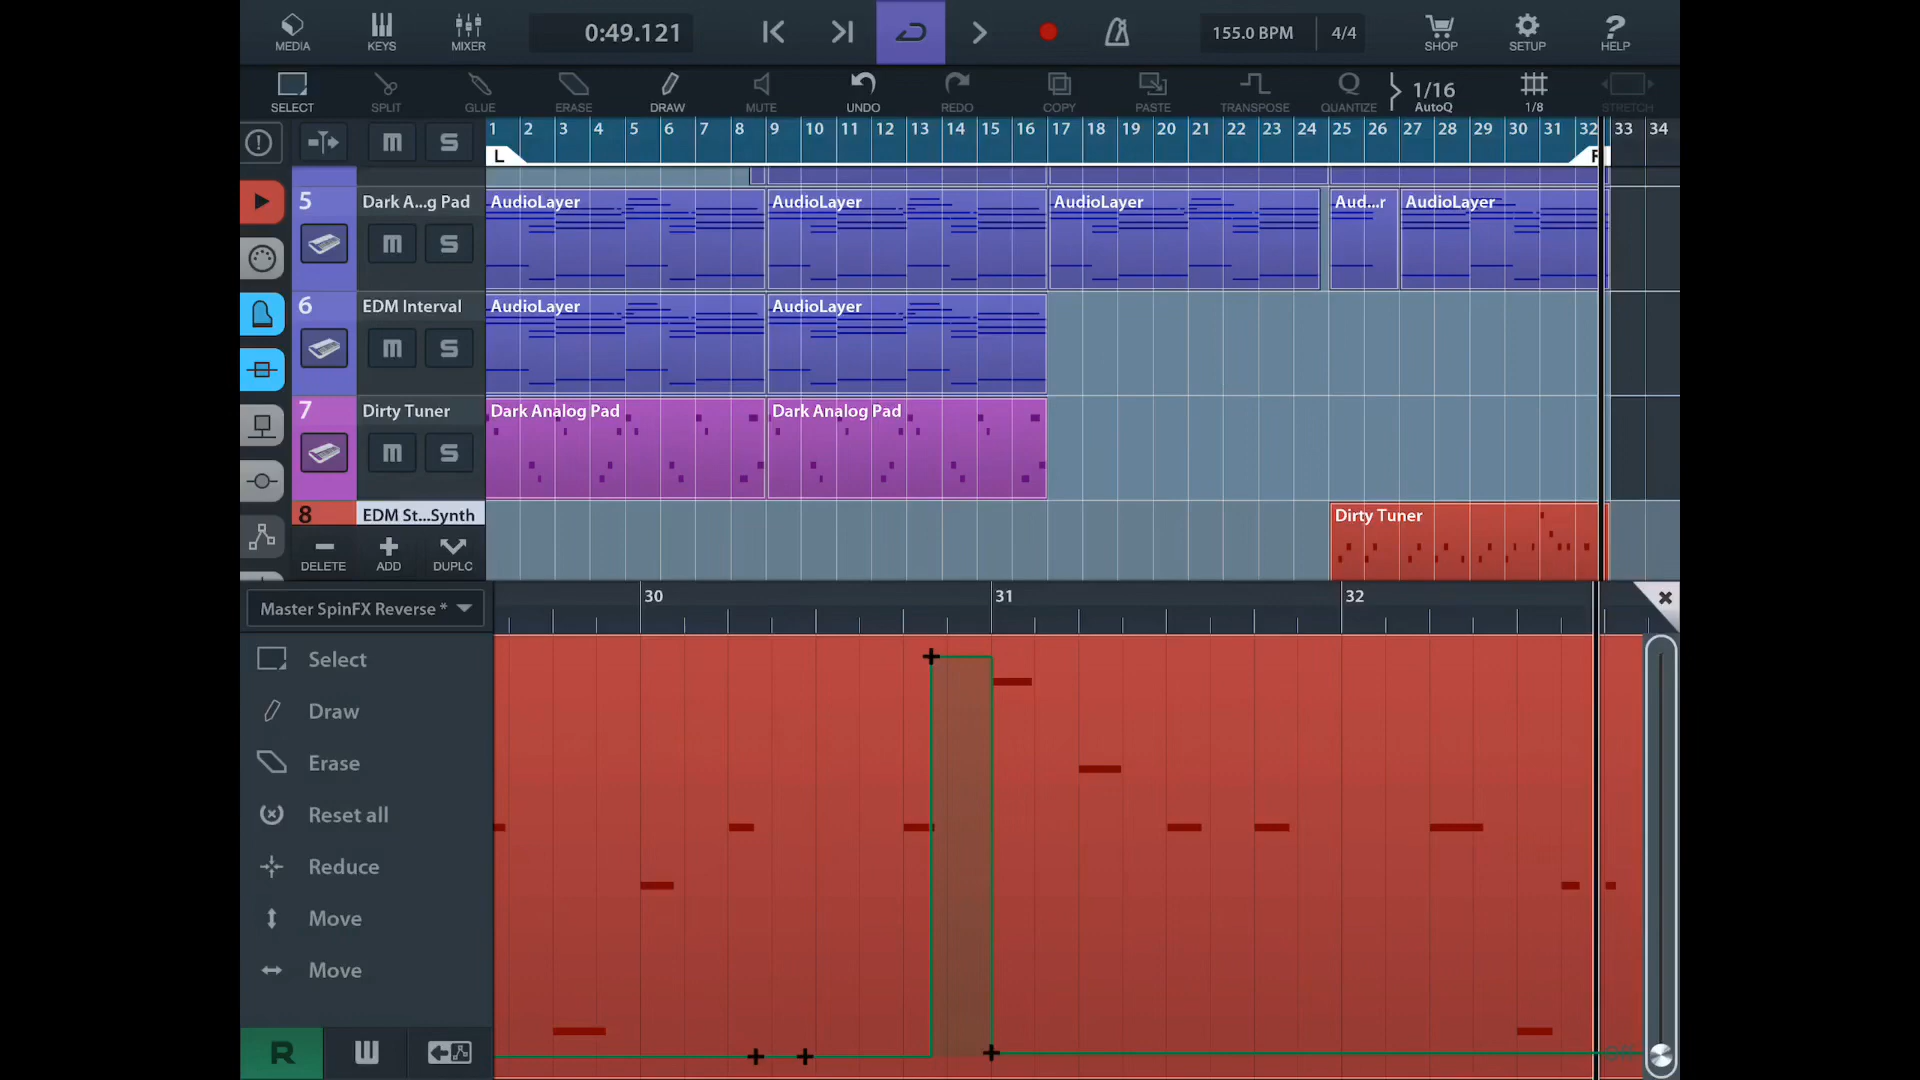 MEDIA KEYS MIXER 0:49.121 155.0 BPM 4/4 SHOP SETUP HELP
SELECT SPLIT GLUE ERASE DRAW MUTE UNDO REDO COPY PASTE TRANSPOSE QUANTIZE 1/16 AutoQ 1/8 STRETCH
M S 1 2 3 4 5 6 7 8 9 10 11 12 13 14 15 16 17 18 19 20 21 22 23 24 25 26 27 28 29 30 31 32 33 34
L
5 Dark A...g Pad AudioLayer AudioLayer AudioLayer Aud...r AudioLayer
M S
6 EDM Interval AudioLayer AudioLayer
M S
7 Dirty Tuner Dark Analog Pad Dark Analog Pad
M S
8 EDM St...Synth Dirty Tuner
DELETE ADD DUPLC
Master SpinFX Reverse * 30 31 32
Select
Draw
Erase
Reset all
Reduce
Move
Move
R W